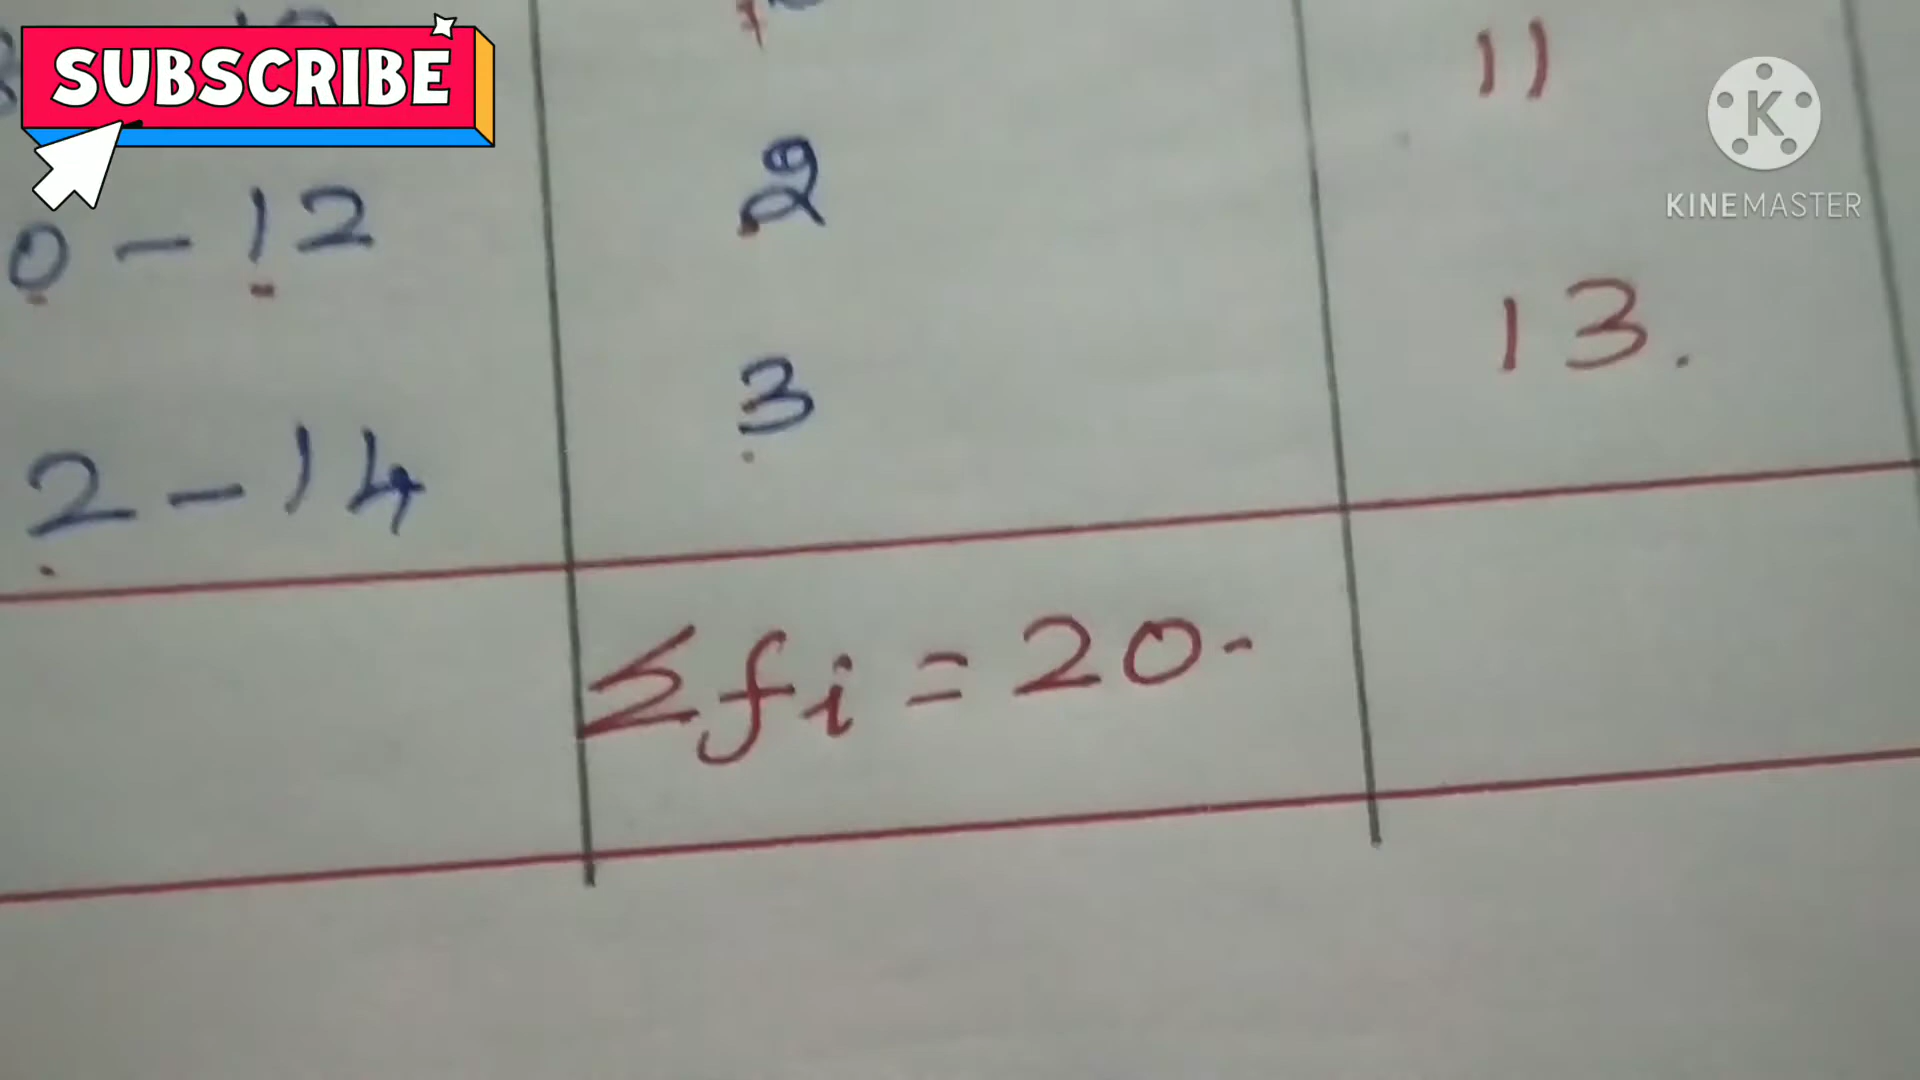 SUBSCRIBE
11
KINEMASTER
0 - 12 2
13.
2 - 14 3
Σfi = 20.